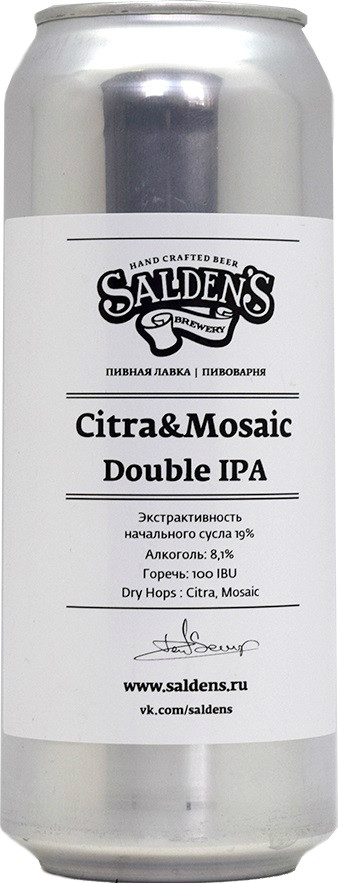 HAND CRAFTED BEER
SALDEN'S
BREWERY
ПИВНАЯ ЛАВКА | ПИВОВАРНЯ
Citra&Mosaic
Double IPA
Экстрактивность
начального сусла 19%
Алкоголь: 8,1%
Горечь: 100 IBU
Dry Hops : Citra, Mosaic
www.saldens.ru
vk.com/saldens